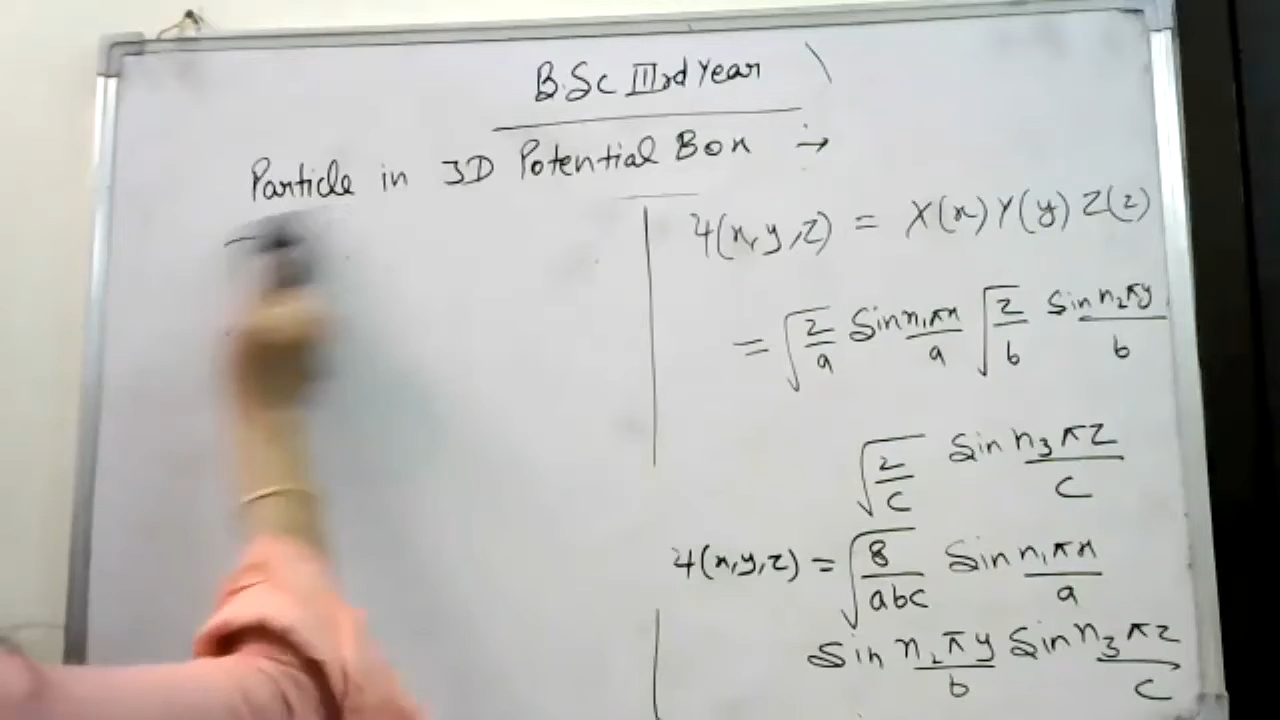 B.Sc IIIrd Year
Particle in 3D Potential Box →
Ψ(x,y,z) = X(x) Y(y) Z(z)
= √(2/a) Sin n₁πx/a √(2/b) Sin n₂πy/b
√(2/c) Sin n₃πz/c
Ψ(x,y,z) = √(8/abc) Sin n₁πx/a
Sin n₂πy/b Sin n₃πz/c